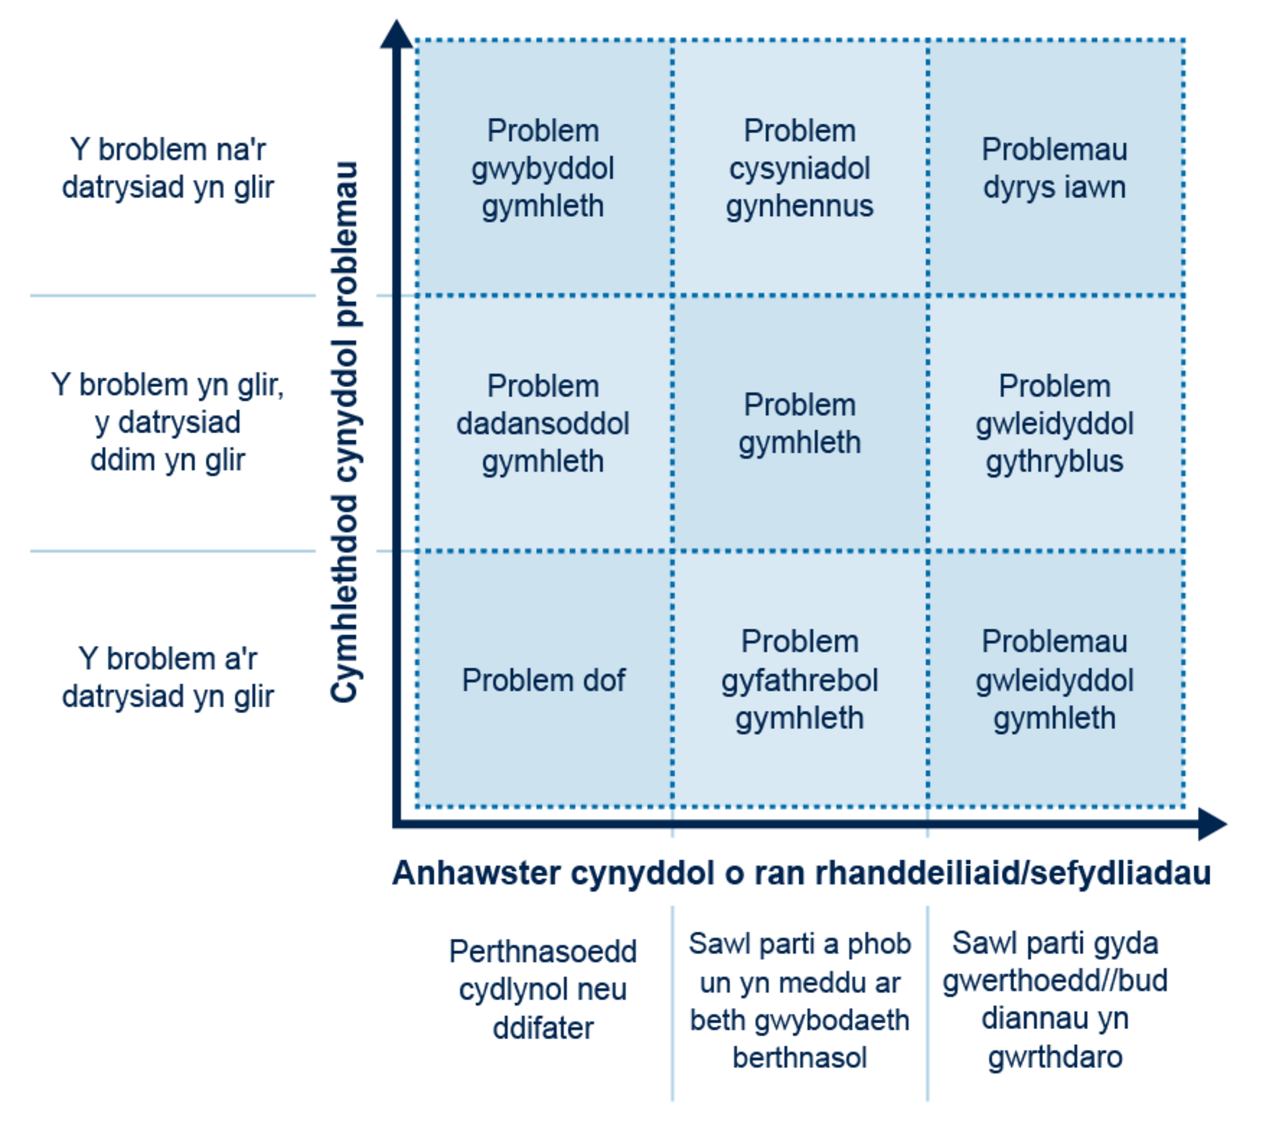 Y broblem na'r
datrysiad yn glir
Y broblem yn glir,
y datrysiad
ddim yn glir
Y broblem a'r
datrysiad yn glir
Cymhlethdod cynyddol problemau
Problem
gwybyddol
gymhleth
Problem
cysyniadol
gynhennus
Problemau
dyrys iawn
Problem
dadansoddol
gymhleth
Problem
gymhleth
Problem
gwleidyddol
gythryblus
Problem dof
Problem
gyfathrebol
gymhleth
Problemau
gwleidyddol
gymhleth
Anhawster cynyddol o ran rhanddeiliaid/sefydliadau
Perthnasoedd
cydlynol neu
ddifater
Sawl parti a phob
un yn meddu ar
beth gwybodaeth
berthnasol
Sawl parti gyda
gwerthoedd//bud
diannau yn
gwrthdaro